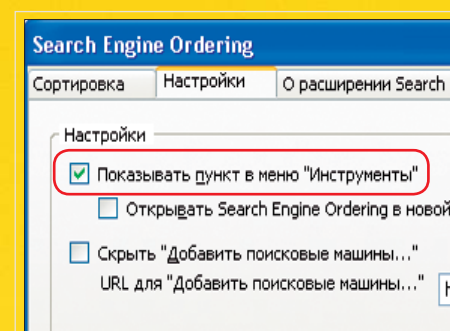 Search Engine Ordering
Сортировка Настройки О расширении Search
Настройки
Показывать пункт в меню "Инструменты"
Открывать Search Engine Ordering в новой
Скрыть "Добавить поисковые машины..."
URL для "Добавить поисковые машины..."